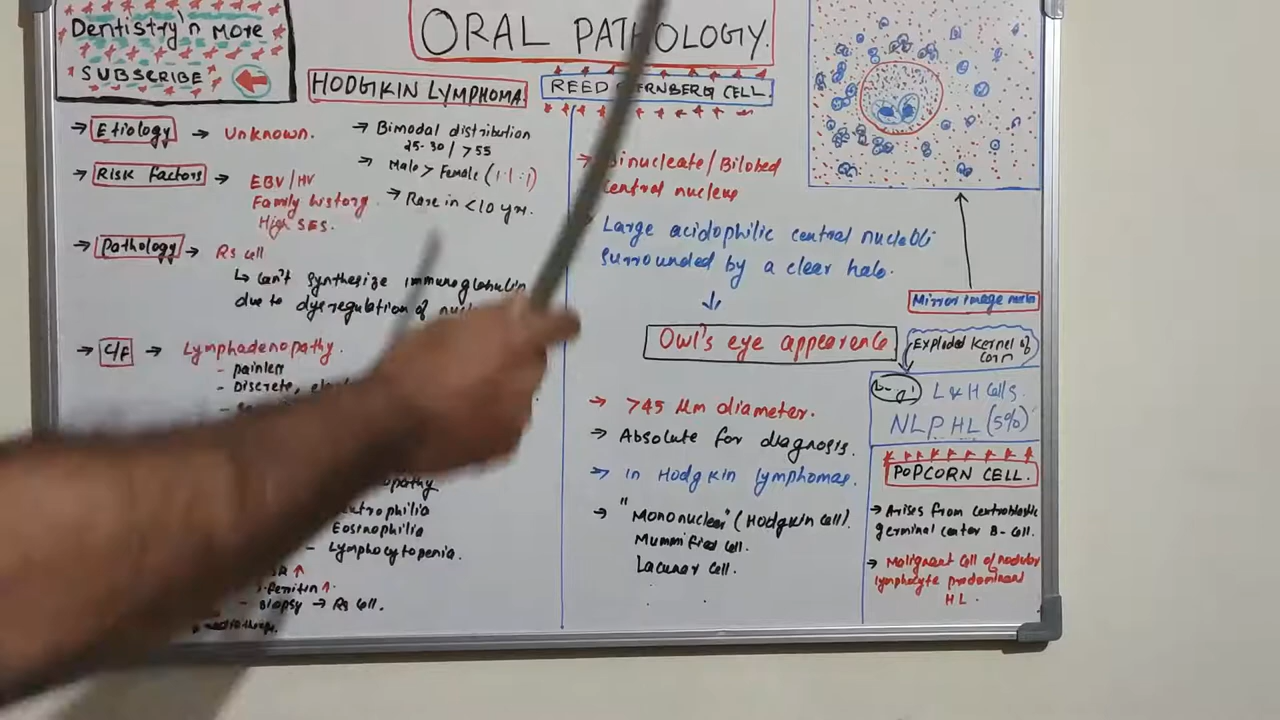 Dentistry'n More
SUBSCRIBE
ORAL PATHOLOGY.
HODGIKIN LYMPHOMA.
REED
CELL.
→ Etiology → Unknown.
→ Bimodal distribution
25-30 / >55
→ Male > Female (1.1:1)
→ Rare in <10 yr.
→ Risk factors →
EBV/HV
Family history
High SES.
→ Pathology → Rs cell
↳ Can't synthesize immunoglobulin
due to dysregulation of
→ C/F → Lymphadenopathy.
- painless
- Discrete,
Eosinophilia
- Lymphocytopenia.
- Biopsy → Rs cell.
Binucleate/Bilobed
Central nucleus
Large acidophilic central nucleoli
surrounded by a clear halo.
Owl's eye appearence
→ >45 μm diameter.
→ Absolute for diagnosis.
→ in Hodgkin lymphomas.
→ "Mononuclear" (Hodgkin cell).
Mummified cell.
Lacunar cell.
Mirror image nuclei
Exploded kernel of
corn
L & H Cells.
NLPHL (5%)
POPCORN CELL.
→ Arises from centroblastic
germinal center B-cell.
→ Malignant cell of nodular
lymphocyte predominant
HL.